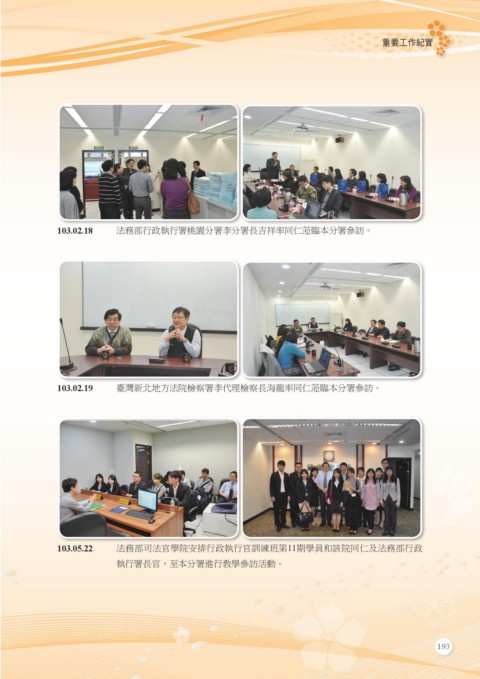 重要工作紀實
103.02.18 法務部行政執行署桃園分署李分署長吉祥率同仁蒞臨本分署參訪。
103.02.19 臺灣新北地方法院檢察署李代理檢察長海龍率同仁蒞臨本分署參訪。
103.05.22 法務部司法官學院安排行政執行官訓練班第11期學員和該院同仁及法務部行政
執行署長官，至本分署進行教學參訪活動。
193